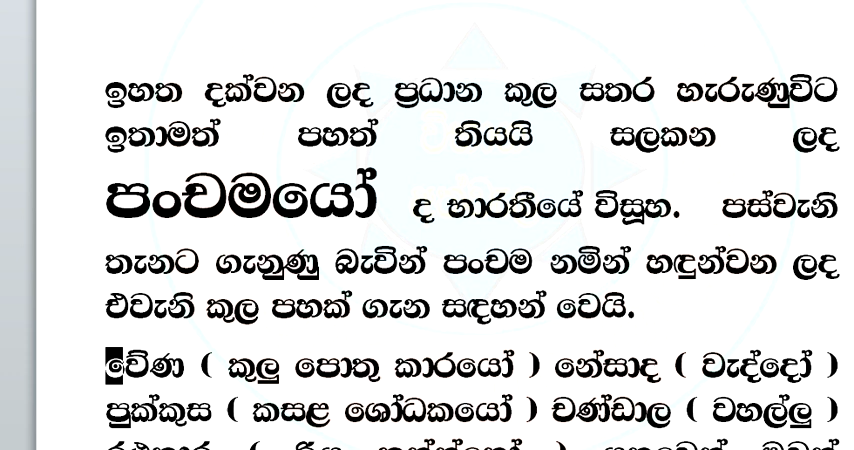 ඉහත දක්වන ලද ප්‍රධාන කුල සතර හැරුණුවිට
ඉතාමත් පහත් තියයි සලකන ලද
පංචමයෝ ද භාරතීයේ විසූහ. පස්වැනි
තැනට ගැනුණු බැවින් පංචම නමින් හඳුන්වන ලද
එවැනි කුල පහක් ගැන සඳහන් වෙයි.
වේණ ( කුලු පොතු කාරයෝ ) නේසාද ( වැද්දෝ )
පුක්කුස ( කසළ ශෝධකයෝ ) චණ්ඩාල ( වහල්ලු )